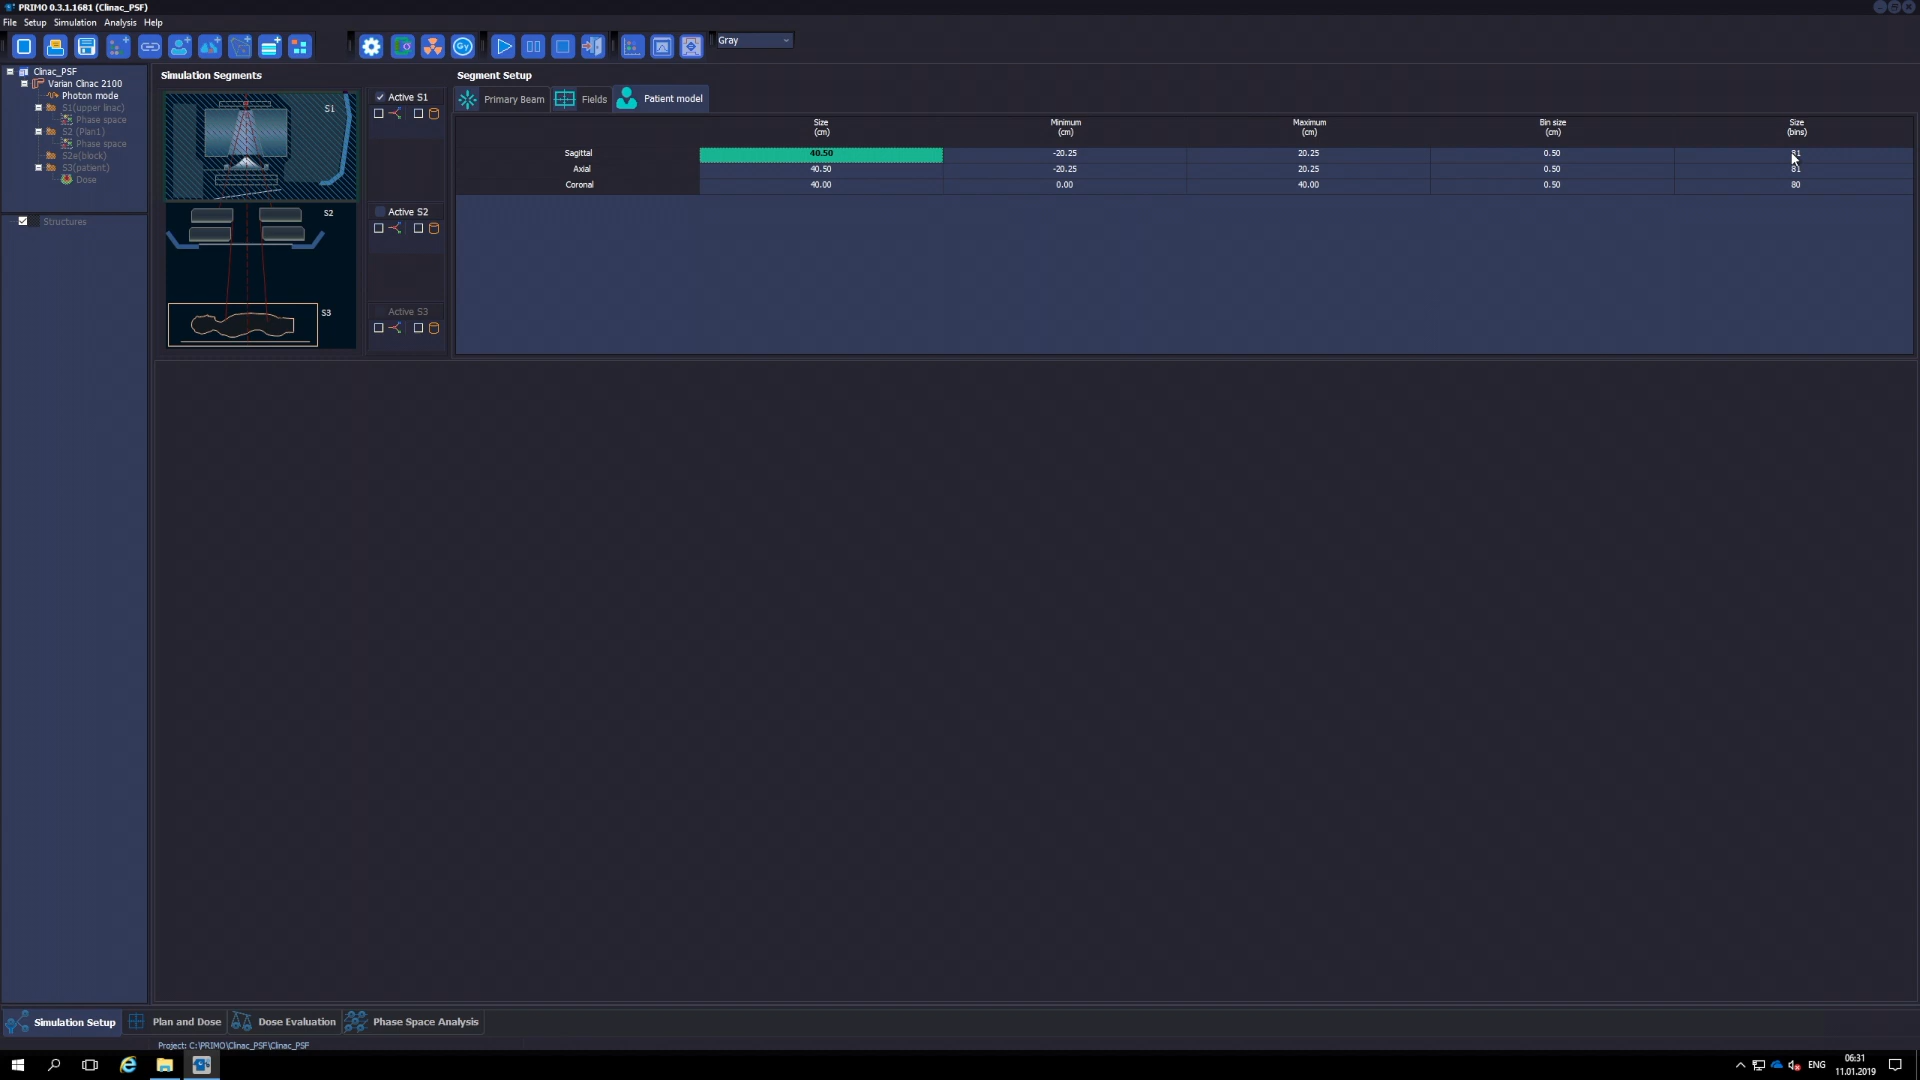 PRIMO 0.3.1.1681 (Clinac_PSF)
File Setup Simulation Analysis Help
Gy
Gray
Clinac_PSF
Varian Clinac 2100
Photon mode
S1(upper linac)
Phase space
S2 (Plan1)
Phase space
S2e(block)
S3(patient)
Dose
Structures
Simulation Segments
S1
S2
S3
Active S1
Active S2
Active S3
Segment Setup
Primary Beam Fields Patient model
Size (cm) Minimum (cm) Maximum (cm) Bin size (cm) Size (bins)
Sagittal 40.50 -20.25 20.25 0.50 81
Axial 40.50 -20.25 20.25 0.50 81
Coronal 40.00 0.00 40.00 0.50 80
Simulation Setup Plan and Dose Dose Evaluation Phase Space Analysis
Project: C:\PRIMO\Clinac_PSF\Clinac_PSF
ENG
06:31
11.01.2019